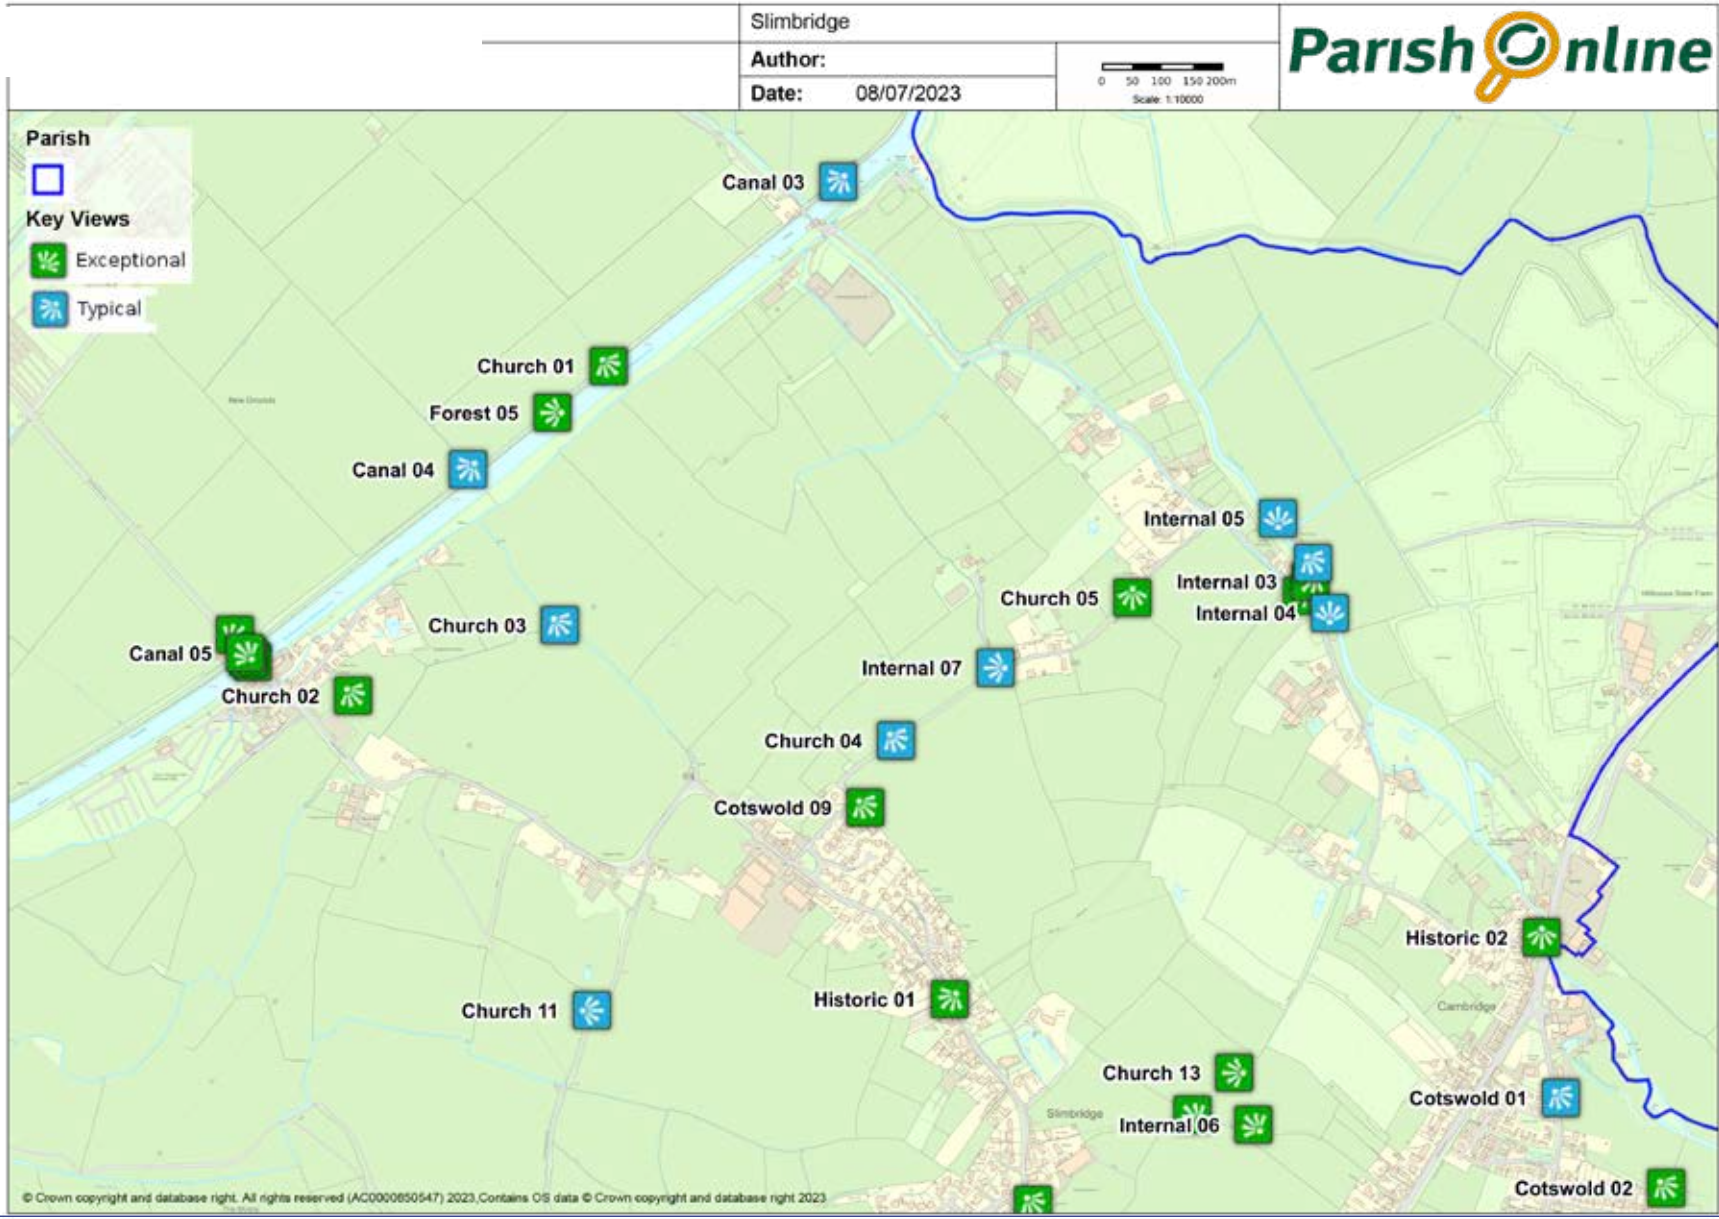 Slimbridge
Author:
Date: 08/07/2023
0 50 100 150 200m
Scale: 1:10000
Parish Online
Parish
Key Views
Exceptional
Typical
Canal 03
Church 01
New Grounds
Forest 05
Canal 04
Internal 05
Internal 03
Church 05
Internal 04
Church 03
Canal 05
Internal 07
Church 02
Church 04
Cotswold 09
Historic 02
Historic 01
Cambridge
Church 11
Church 13
Cotswold 01
Slimbridge
Internal 06
Cotswold 02
© Crown copyright and database right. All rights reserved (AC0000850547) 2023,Contains OS data © Crown copyright and database right 2023